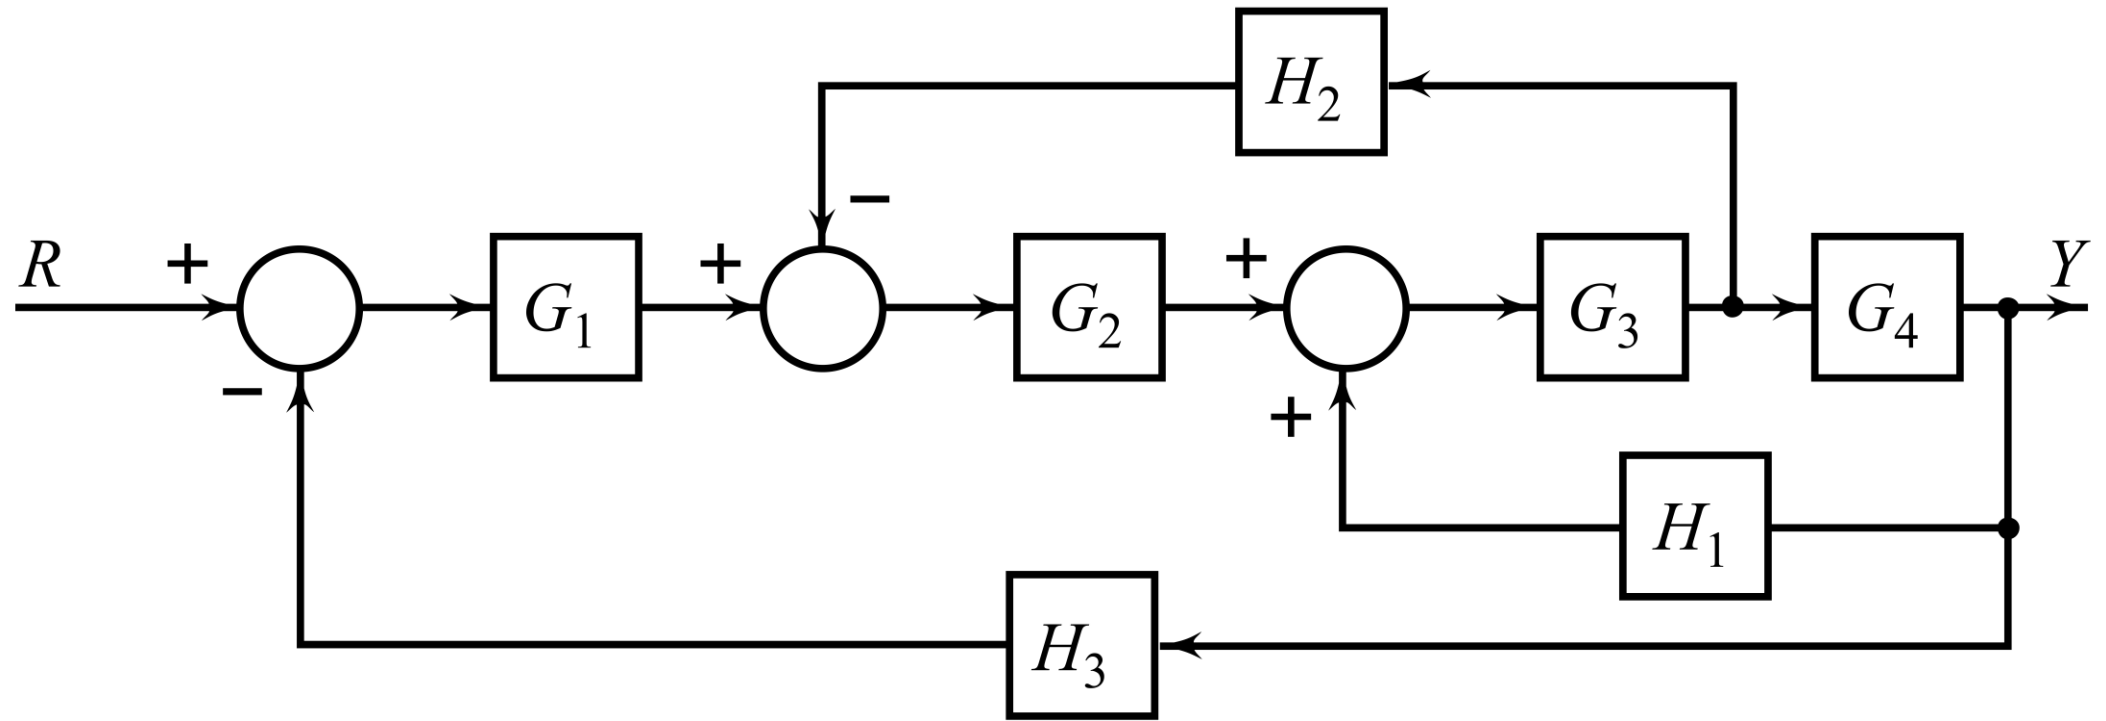 H₂
−
R + G₁ + G₂ + G₃ G₄ Y
− +
H₁
H₃